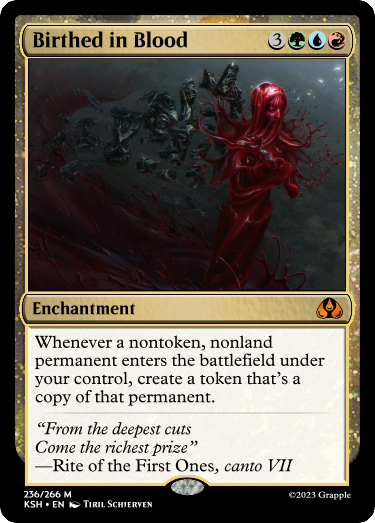 Birthed in Blood 3
Enchantment
Whenever a nontoken, nonland
permanent enters the battlefield under
your control, create a token that's a
copy of that permanent.
“From the deepest cuts
Come the richest prize”
—Rite of the First Ones, canto VII
236/266 M
KSH • EN Tiril Schjerven
©2023 Grapple